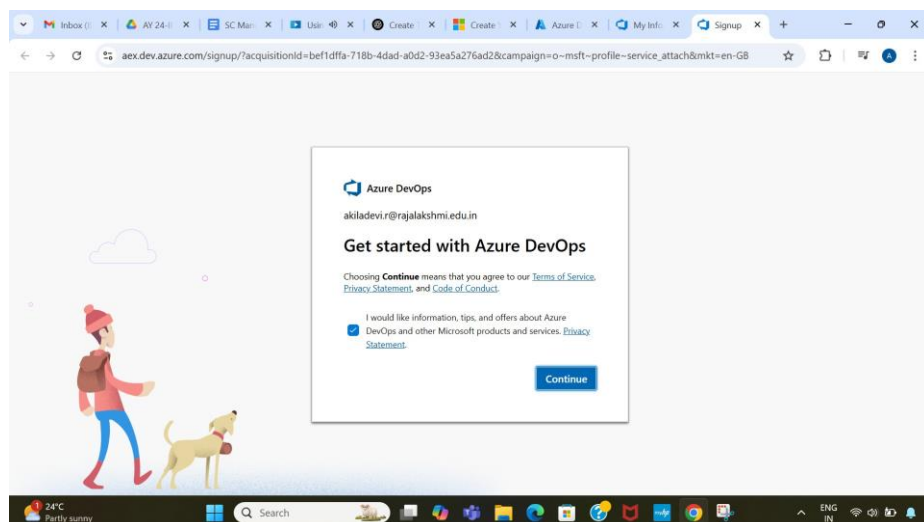 Inbox (
AY 24-
SC Man
Usin
Create
Create
Azure D
My Info
Signup
aex.dev.azure.com/signup/?acquisitionId=bef1dffa-718b-4dad-a0d2-93ea5a276ad2&campaign=o~msft~profile~service_attach&mkt=en-GB
A
Azure DevOps
akiladevi.r@rajalakshmi.edu.in
Get started with Azure DevOps
Choosing Continue means that you agree to our Terms of Service,
Privacy Statement, and Code of Conduct.
I would like information, tips, and offers about Azure
DevOps and other Microsoft products and services. Privacy
Statement.
Continue
1
24°C
Partly sunny
Search
ENG
IN